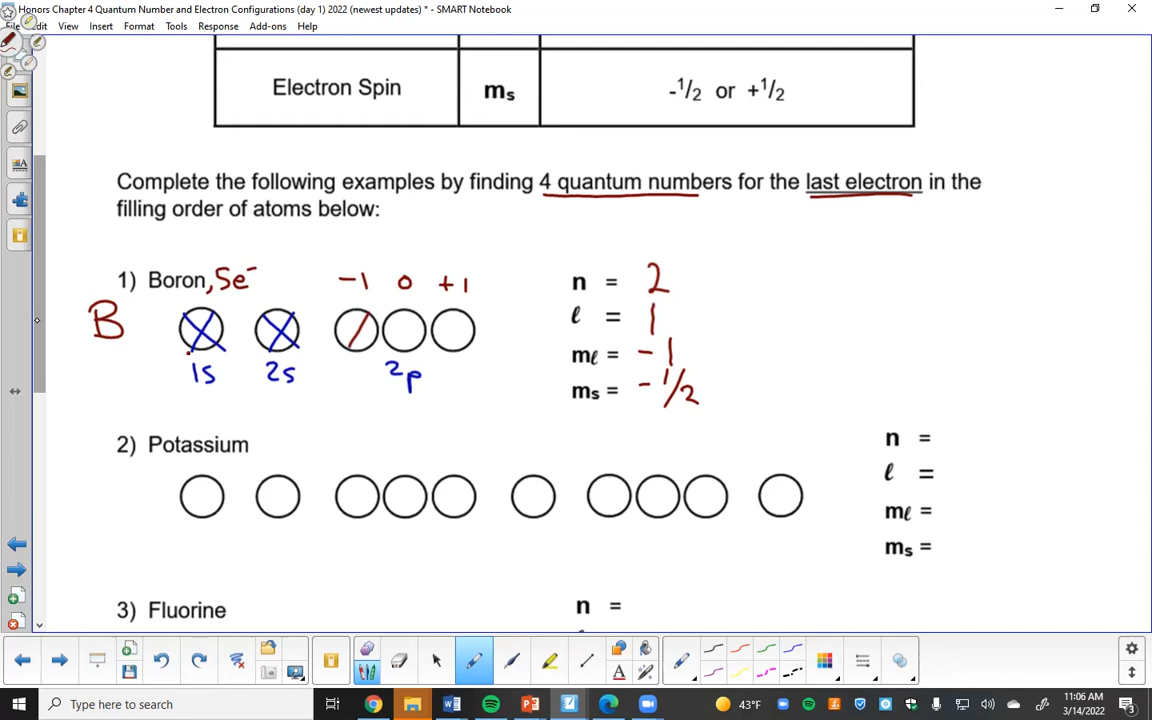 Honors Chapter 4 Quantum Number and Electron Configurations (day 1) 2022 (newest updates) * - SMART Notebook
File Edit View Insert Format Tools Response Add-ons Help
Electron Spin mₛ -¹/₂ or +¹/₂
Complete the following examples by finding 4 quantum numbers for the last electron in the
filling order of atoms below:
1) Boron, 5e⁻
-1 0 +1
B
1s 2s 2p
n = 2
ℓ = 1
mℓ = -1
mₛ = -1/2
2) Potassium
n =
ℓ =
mℓ =
mₛ =
3) Fluorine
n =
Type here to search
43°F
11:06 AM
3/14/2022
3